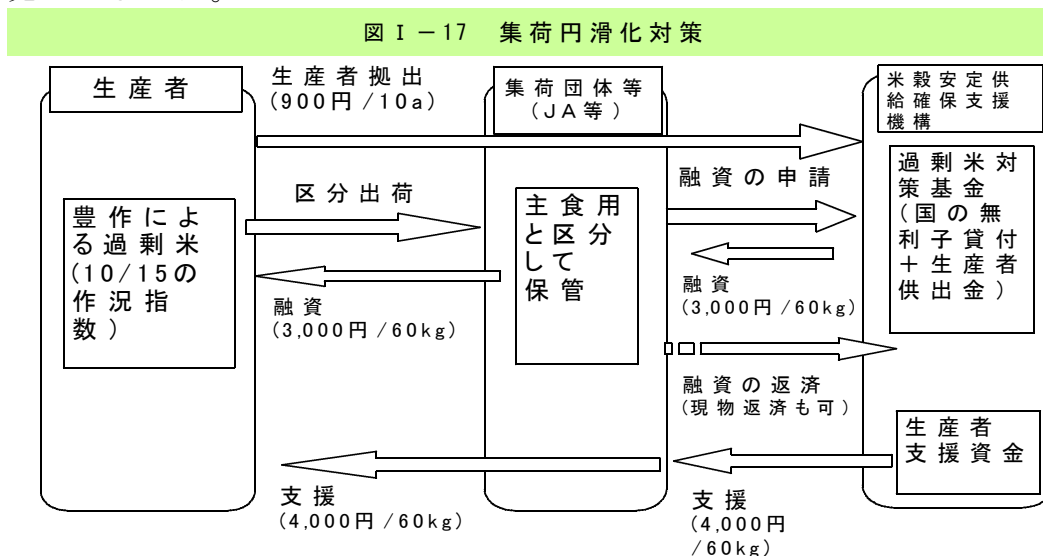 図Ⅰ－17 集荷円滑化対策
生産者
生産者拠出
(900円/10a)
集荷団体等
(JA等)
米穀安定供
給確保支援
機構
融資の申請
区分出荷
豊作によ
る過剰米
(10/15の
作況指
数)
主食用
と区分
して
保管
過剰米対
策基金
(国の無
利子貸付
＋生産者
供出金)
融資
(3,000円/60kg)
融資
(3,000円/60kg)
融資の返済
(現物返済も可)
生産者
支援資金
支援
(4,000円/60kg)
支援
(4,000円
/60kg)